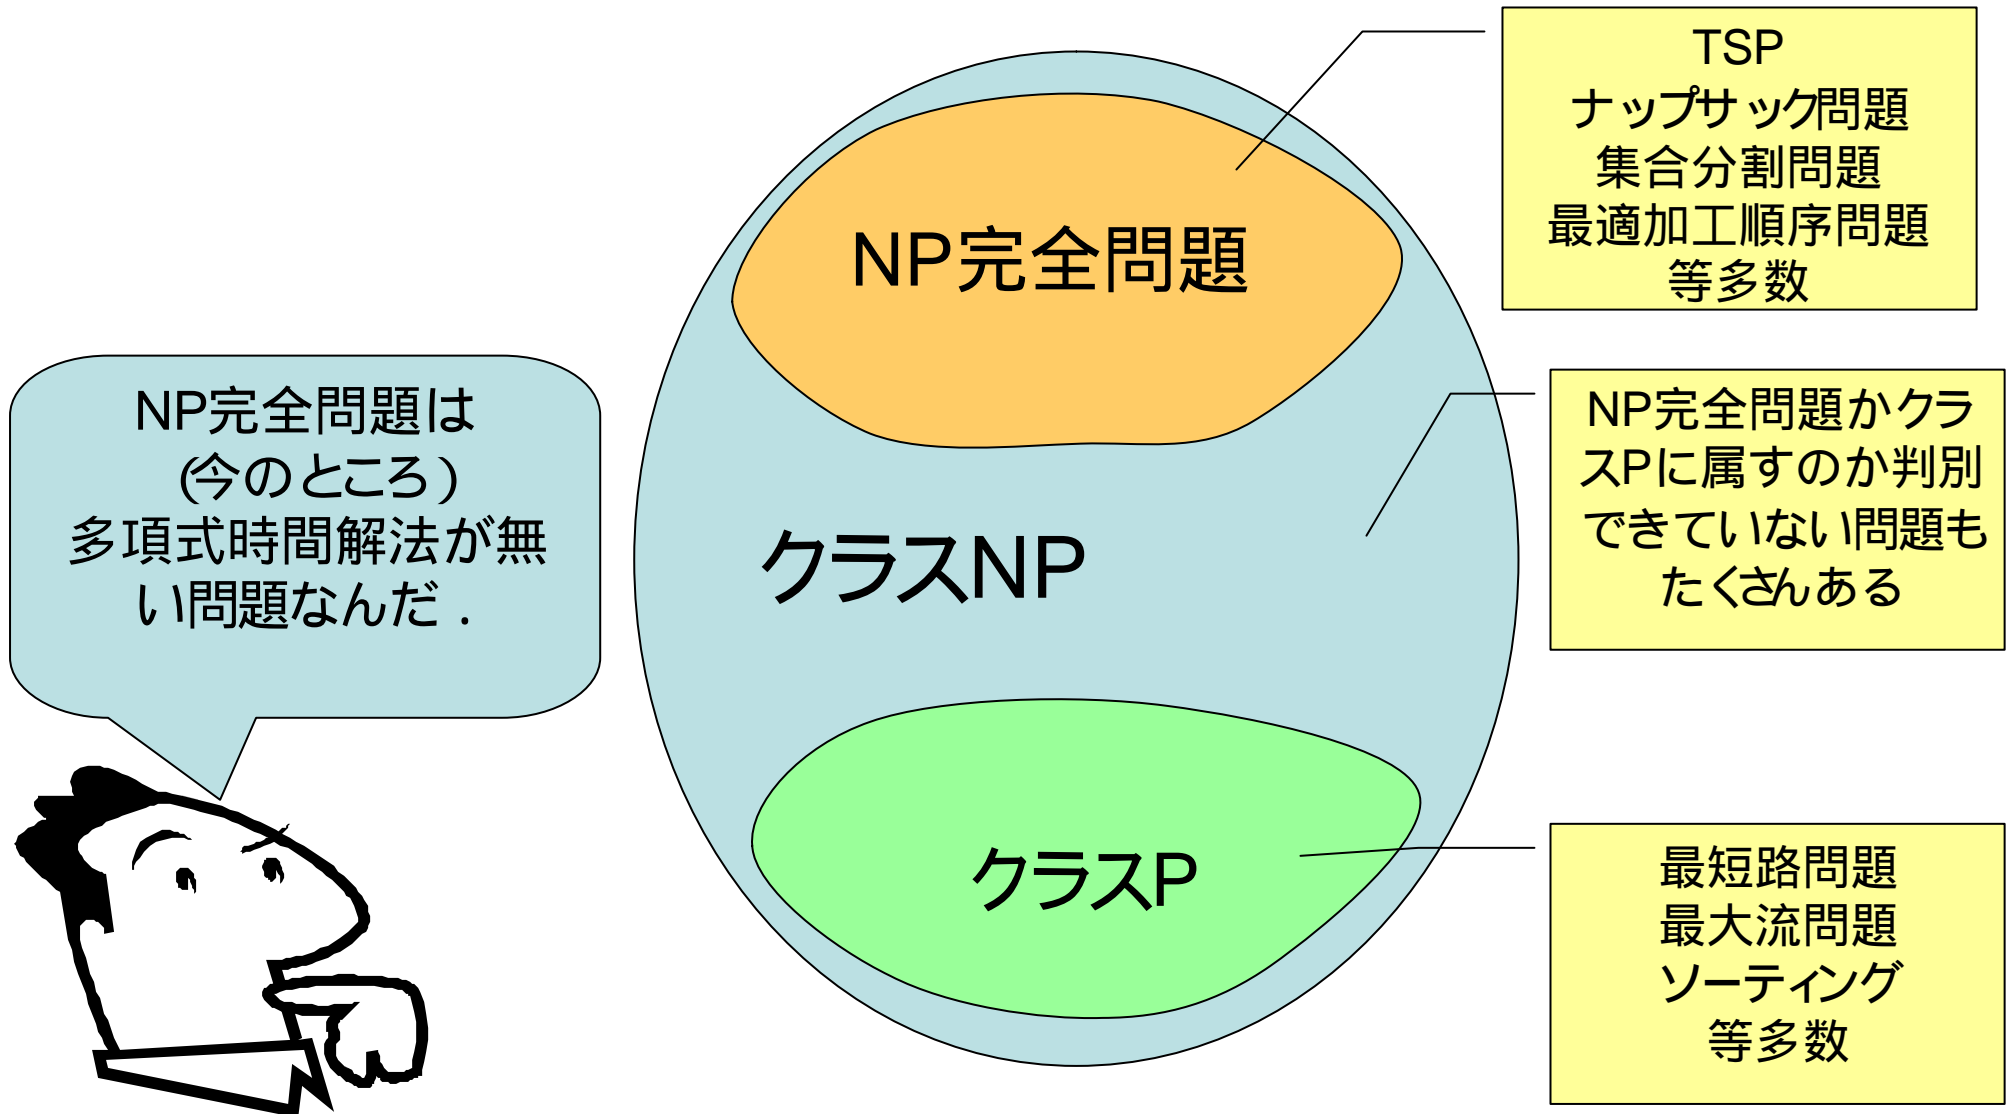 TSP
ナップサック問題
集合分割問題
最適加工順序問題
等多数
NP完全問題
NP完全問題は
(今のところ)
多項式時間解法が無
い問題なんだ．
クラスNP
NP完全問題かクラ
スPに属すのか判別
できていない問題も
たくさんある
クラスP
最短路問題
最大流問題
ソーティング
等多数